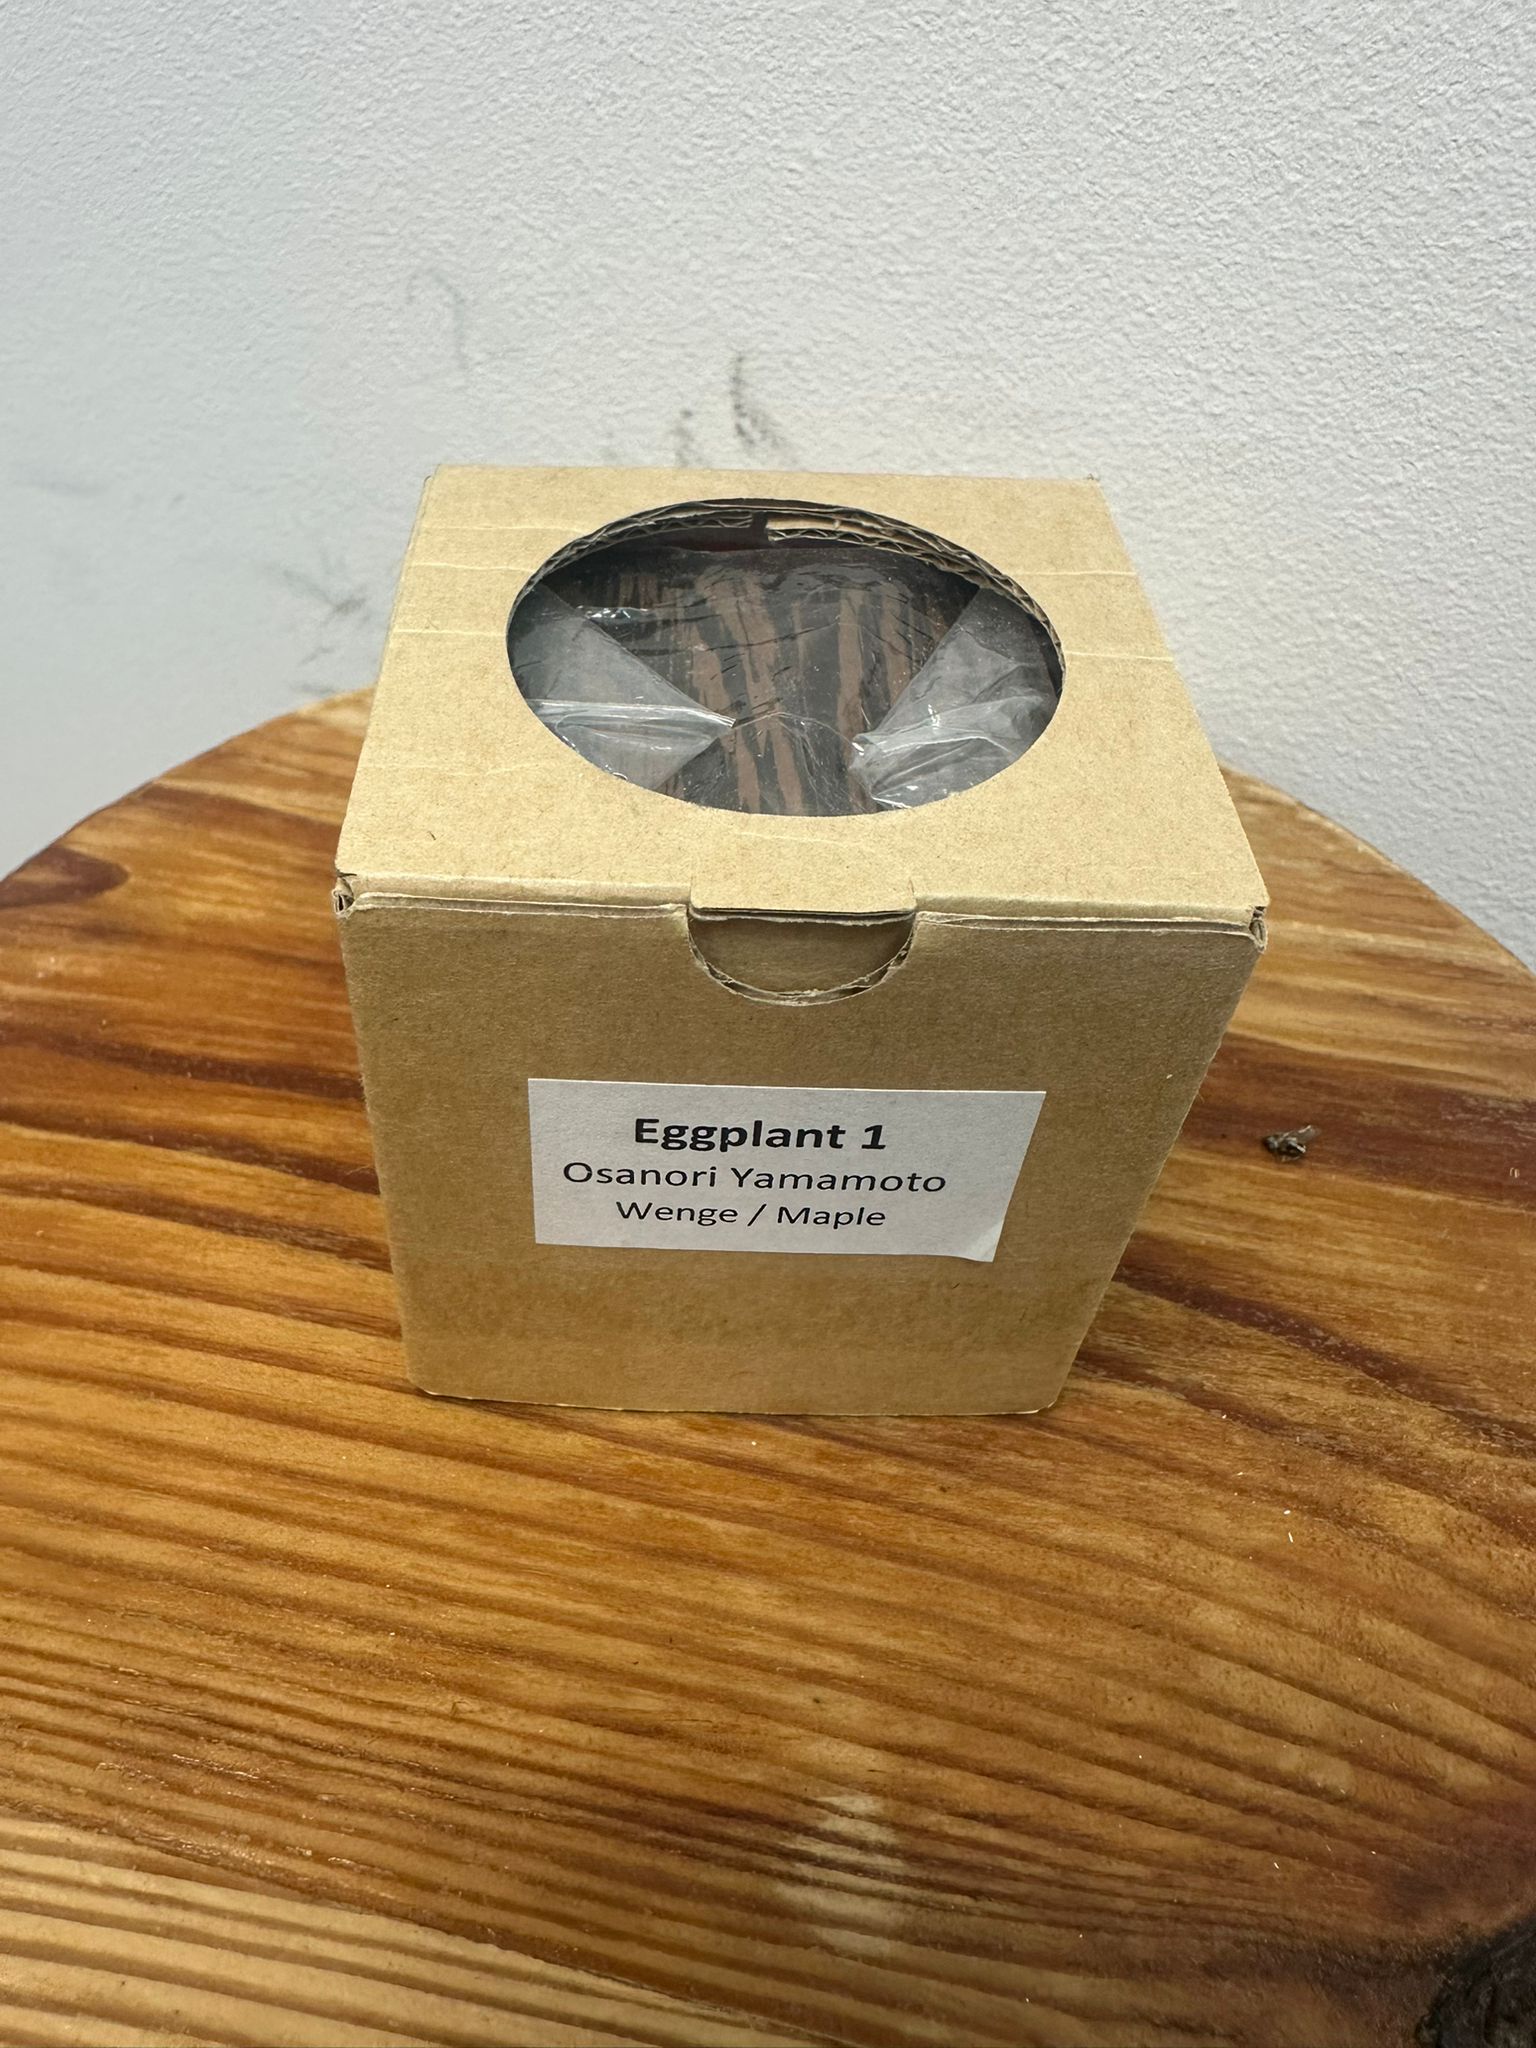 Eggplant 1
Osanori Yamamoto
Wenge / Maple